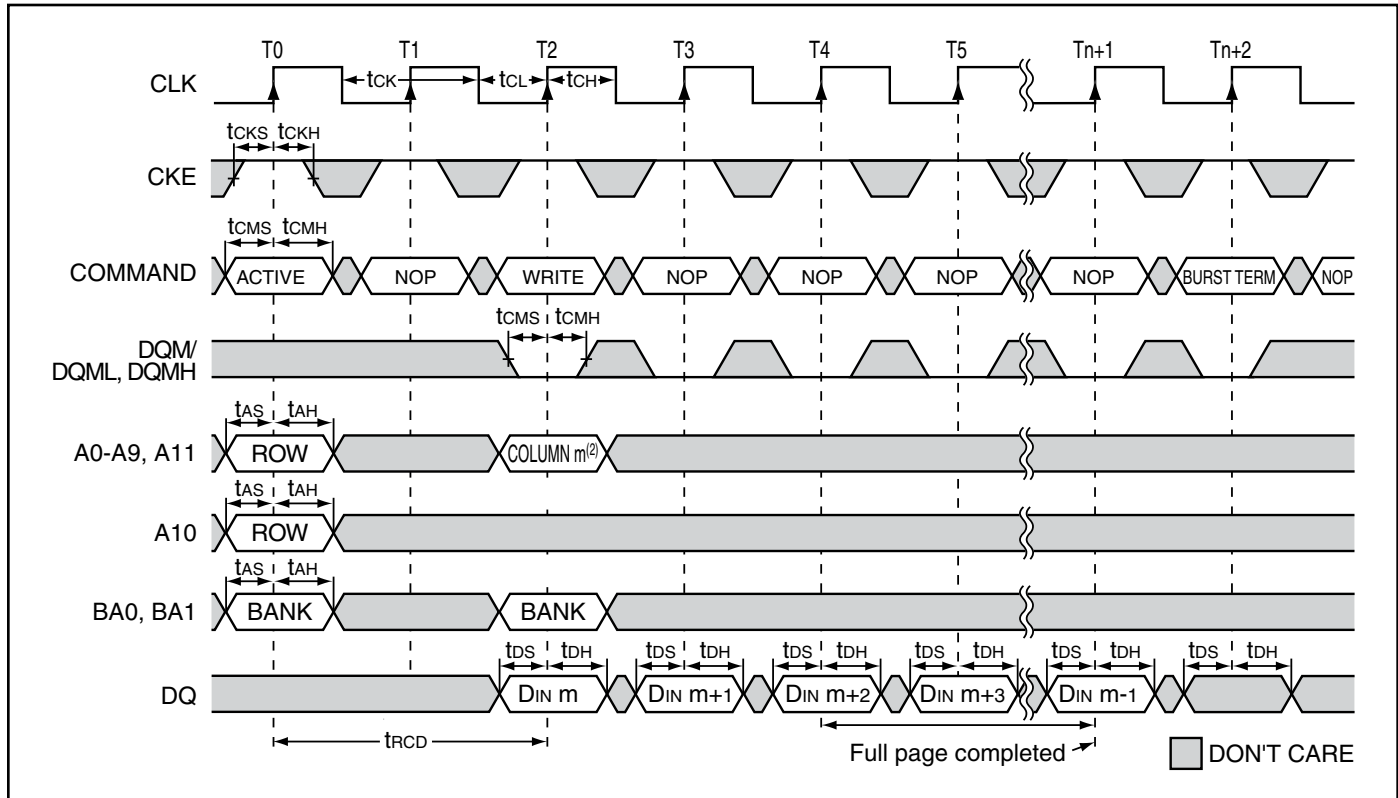 T0 T1 T2 T3 T4 T5 Tn+1 Tn+2
CLK tCK tCL tCH
tCKS tCKH
CKE
tCMS tCMH
COMMAND ACTIVE NOP WRITE NOP NOP NOP NOP BURST TERM NOP
tCMS tCMH
DQM/
DQML, DQMH
tAS tAH
A0-A9, A11 ROW COLUMN m(2)
tAS tAH
A10 ROW
tAS tAH
BA0, BA1 BANK BANK
tDS tDH tDS tDH tDS tDH tDS tDH tDS tDH tDS tDH
DQ DIN m DIN m+1 DIN m+2 DIN m+3 DIN m-1
tRCD
Full page completed
DON'T CARE